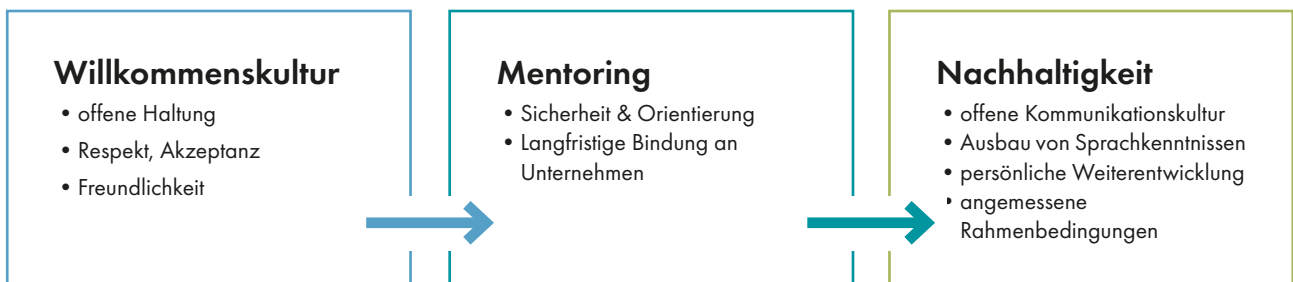 Willkommenskultur
• offene Haltung
• Respekt, Akzeptanz
• Freundlichkeit
Mentoring
• Sicherheit & Orientierung
• Langfristige Bindung an
Unternehmen
Nachhaltigkeit
• offene Kommunikationskultur
• Ausbau von Sprachkenntnissen
• persönliche Weiterentwicklung
• angemessene
Rahmenbedingungen